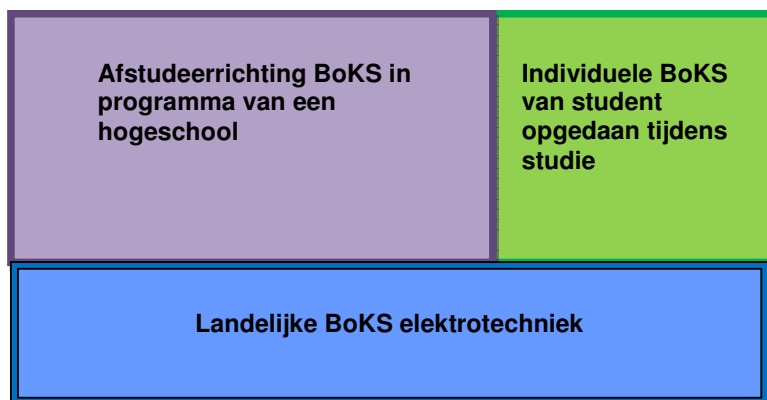 Afstudeerrichting BoKS in
programma van een
hogeschool
Individuele BoKS
van student
opgedaan tijdens
studie
Landelijke BoKS elektrotechniek